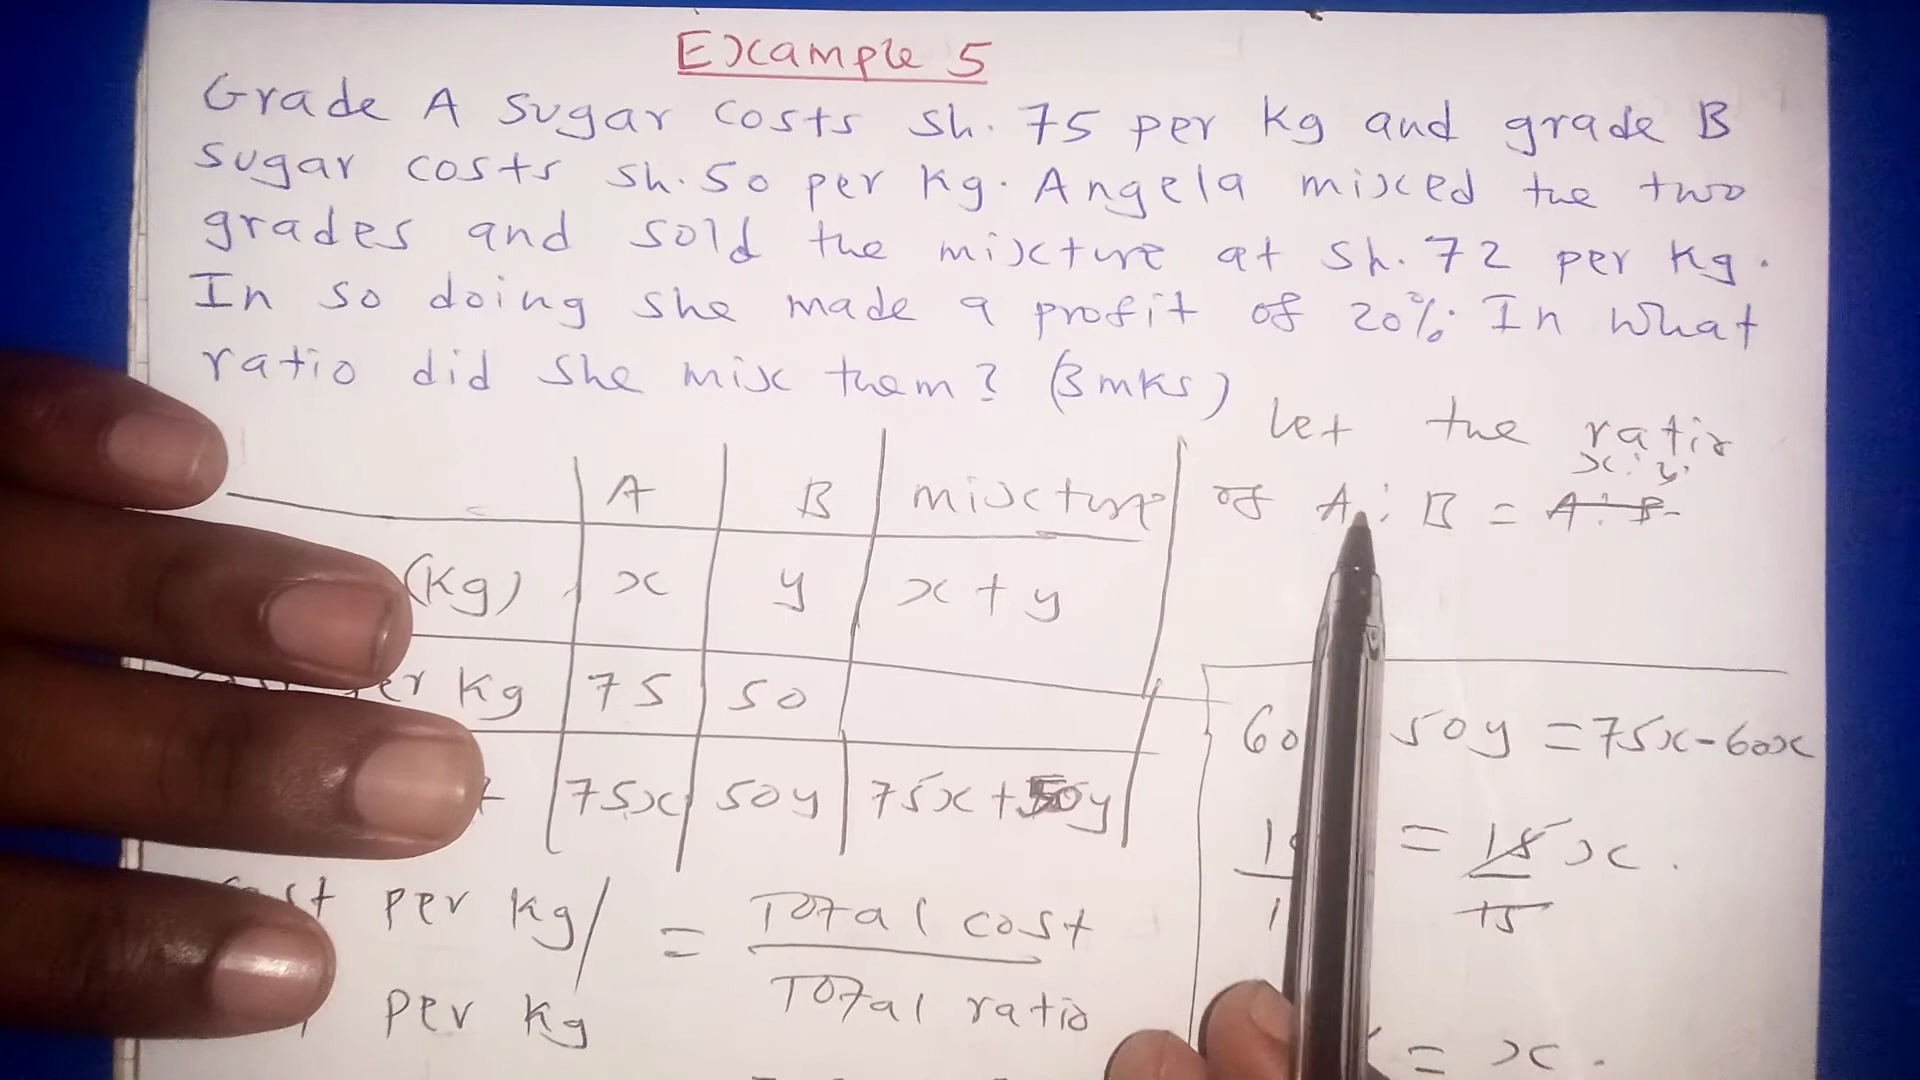 Example 5
Grade A sugar costs sh. 75 per kg and grade B
sugar costs sh. 50 per kg. Angela mixed the two
grades and sold the mixture at sh. 72 per kg.
In so doing she made a profit of 20%. In what
ratio did she mix them? (3mks)
Let the ratio
x : y
of A : B = A : B
A B mixture
(kg) x y x + y
kg 75 50
75x 50y 75x + 50y
60 50y = 75x - 60x
= 15 x .
15
per kg / = Total cost
per kg Total ratio
= x .